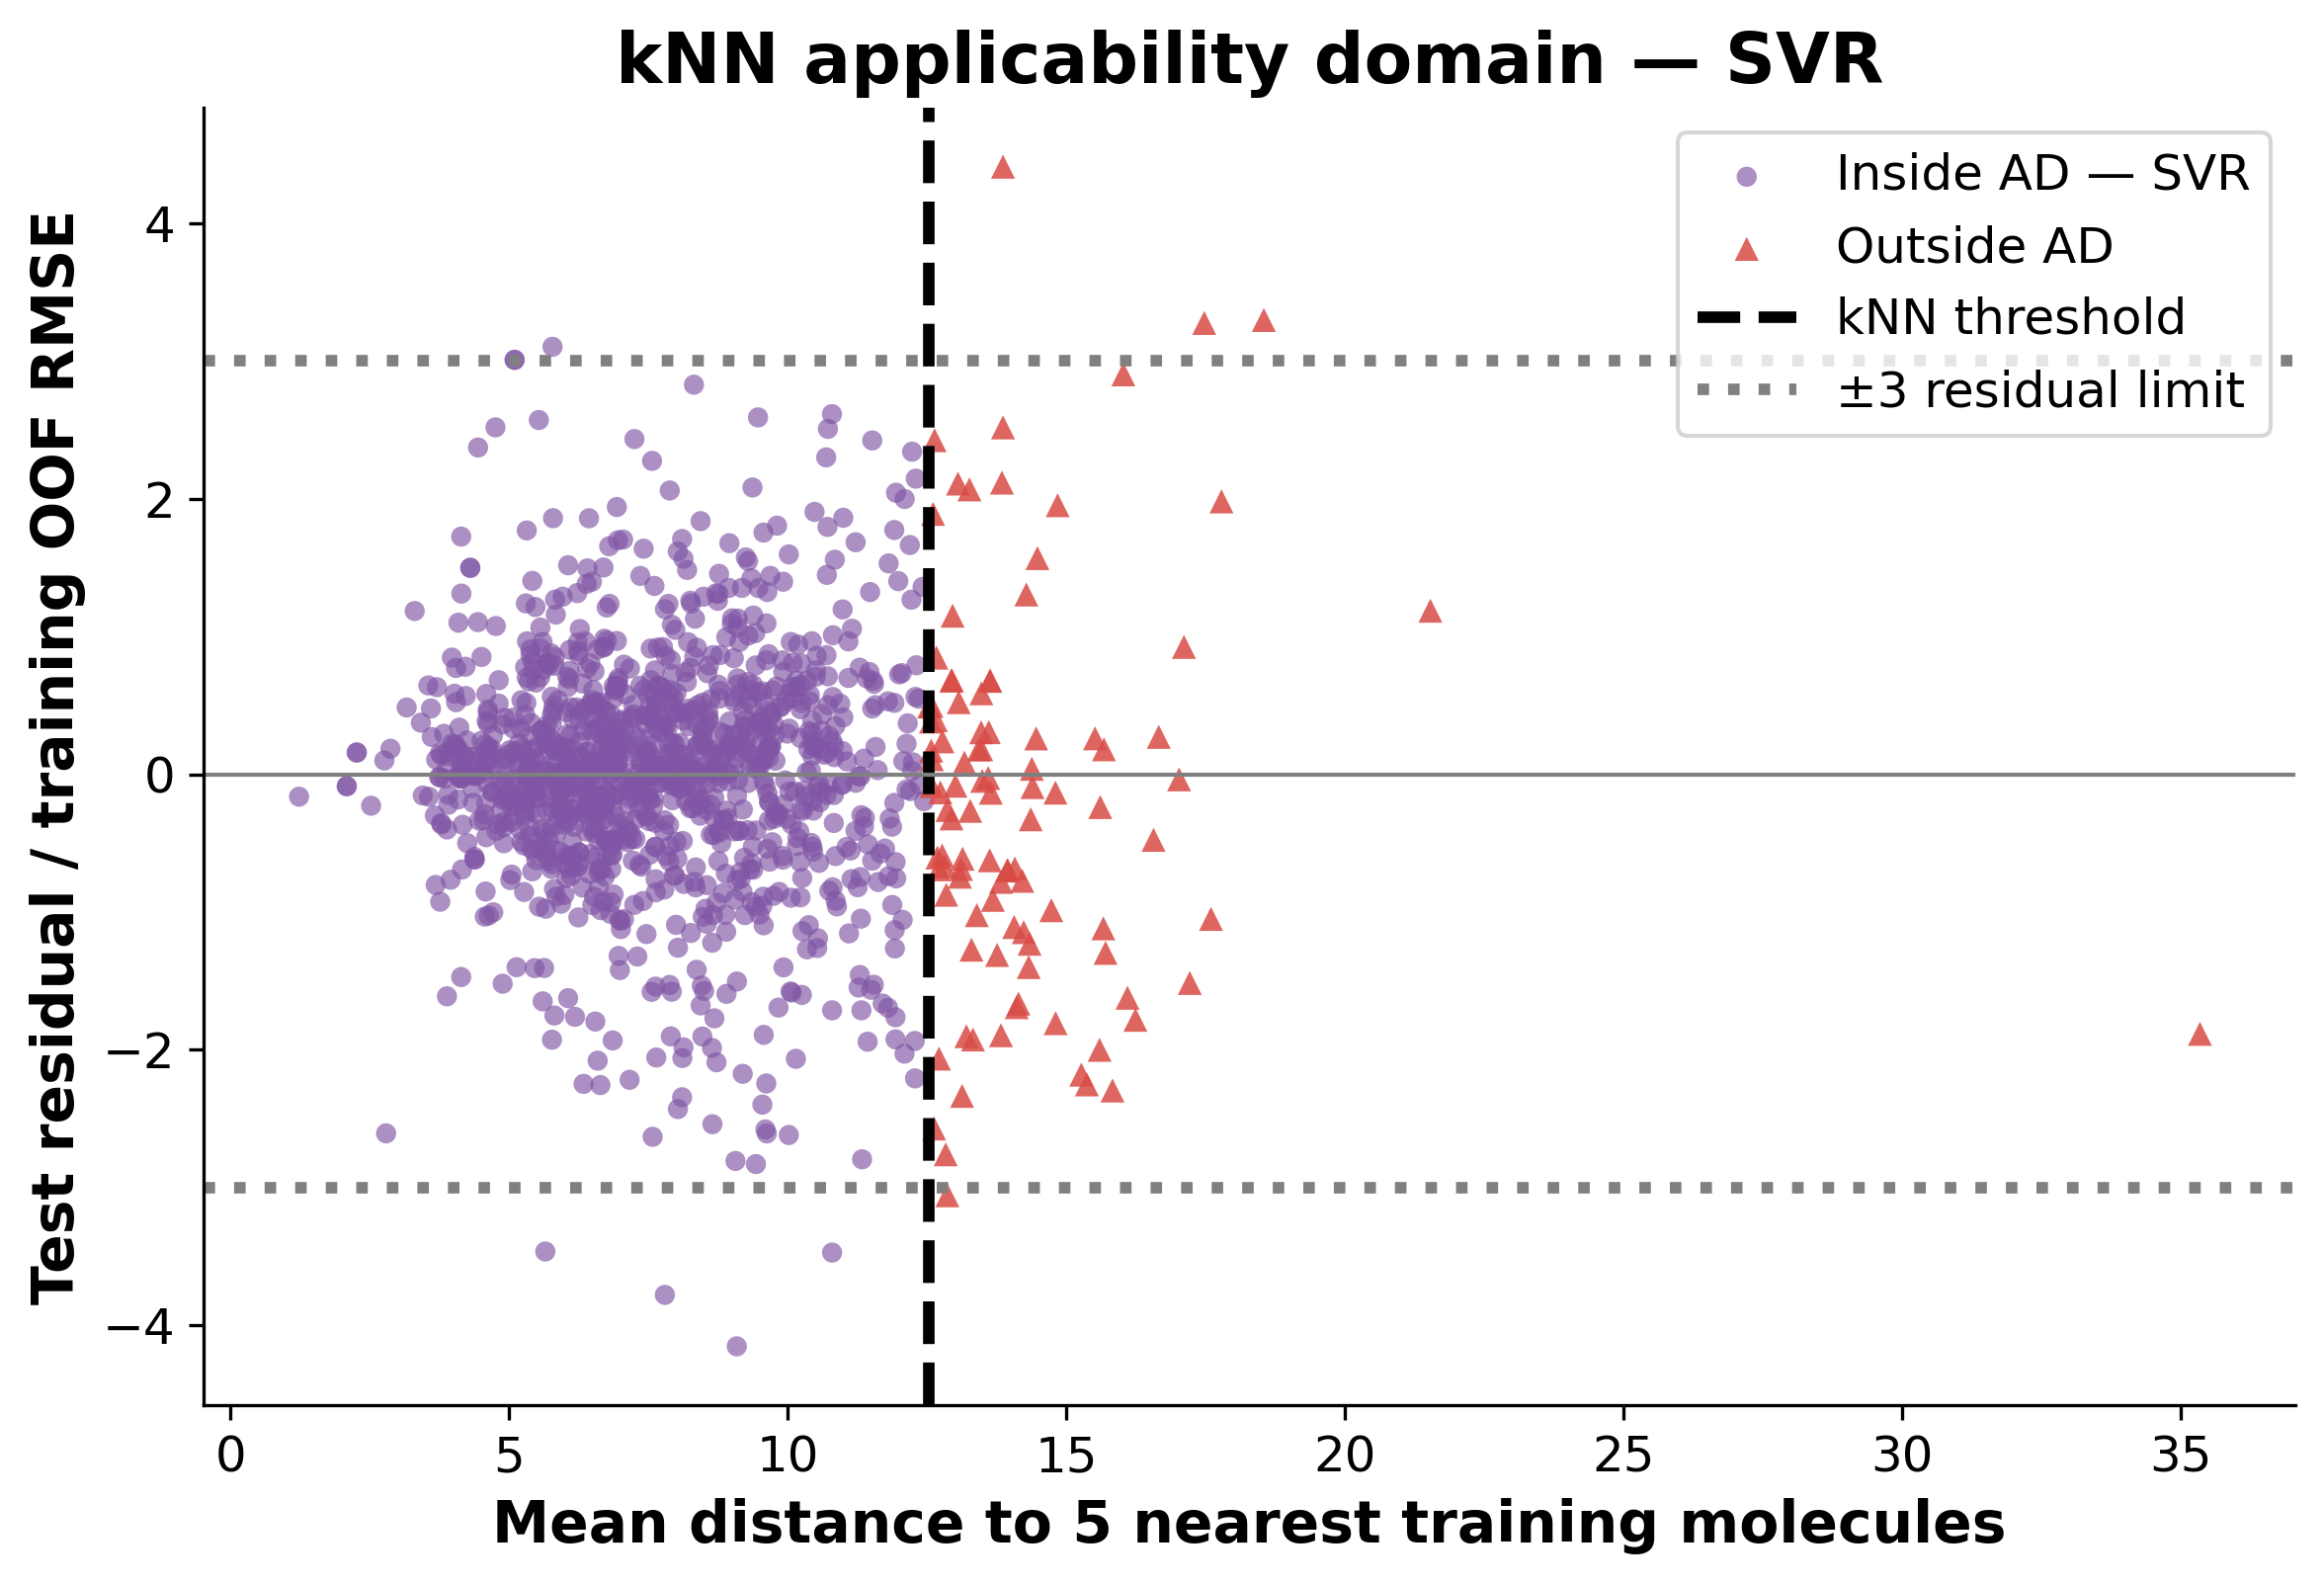 kNN applicability domain — SVR
Test residual / training OOF RMSE
4
2
0
−2
−4
Inside AD — SVR
Outside AD
kNN threshold
±3 residual limit
0 5 10 15 20 25 30 35
Mean distance to 5 nearest training molecules